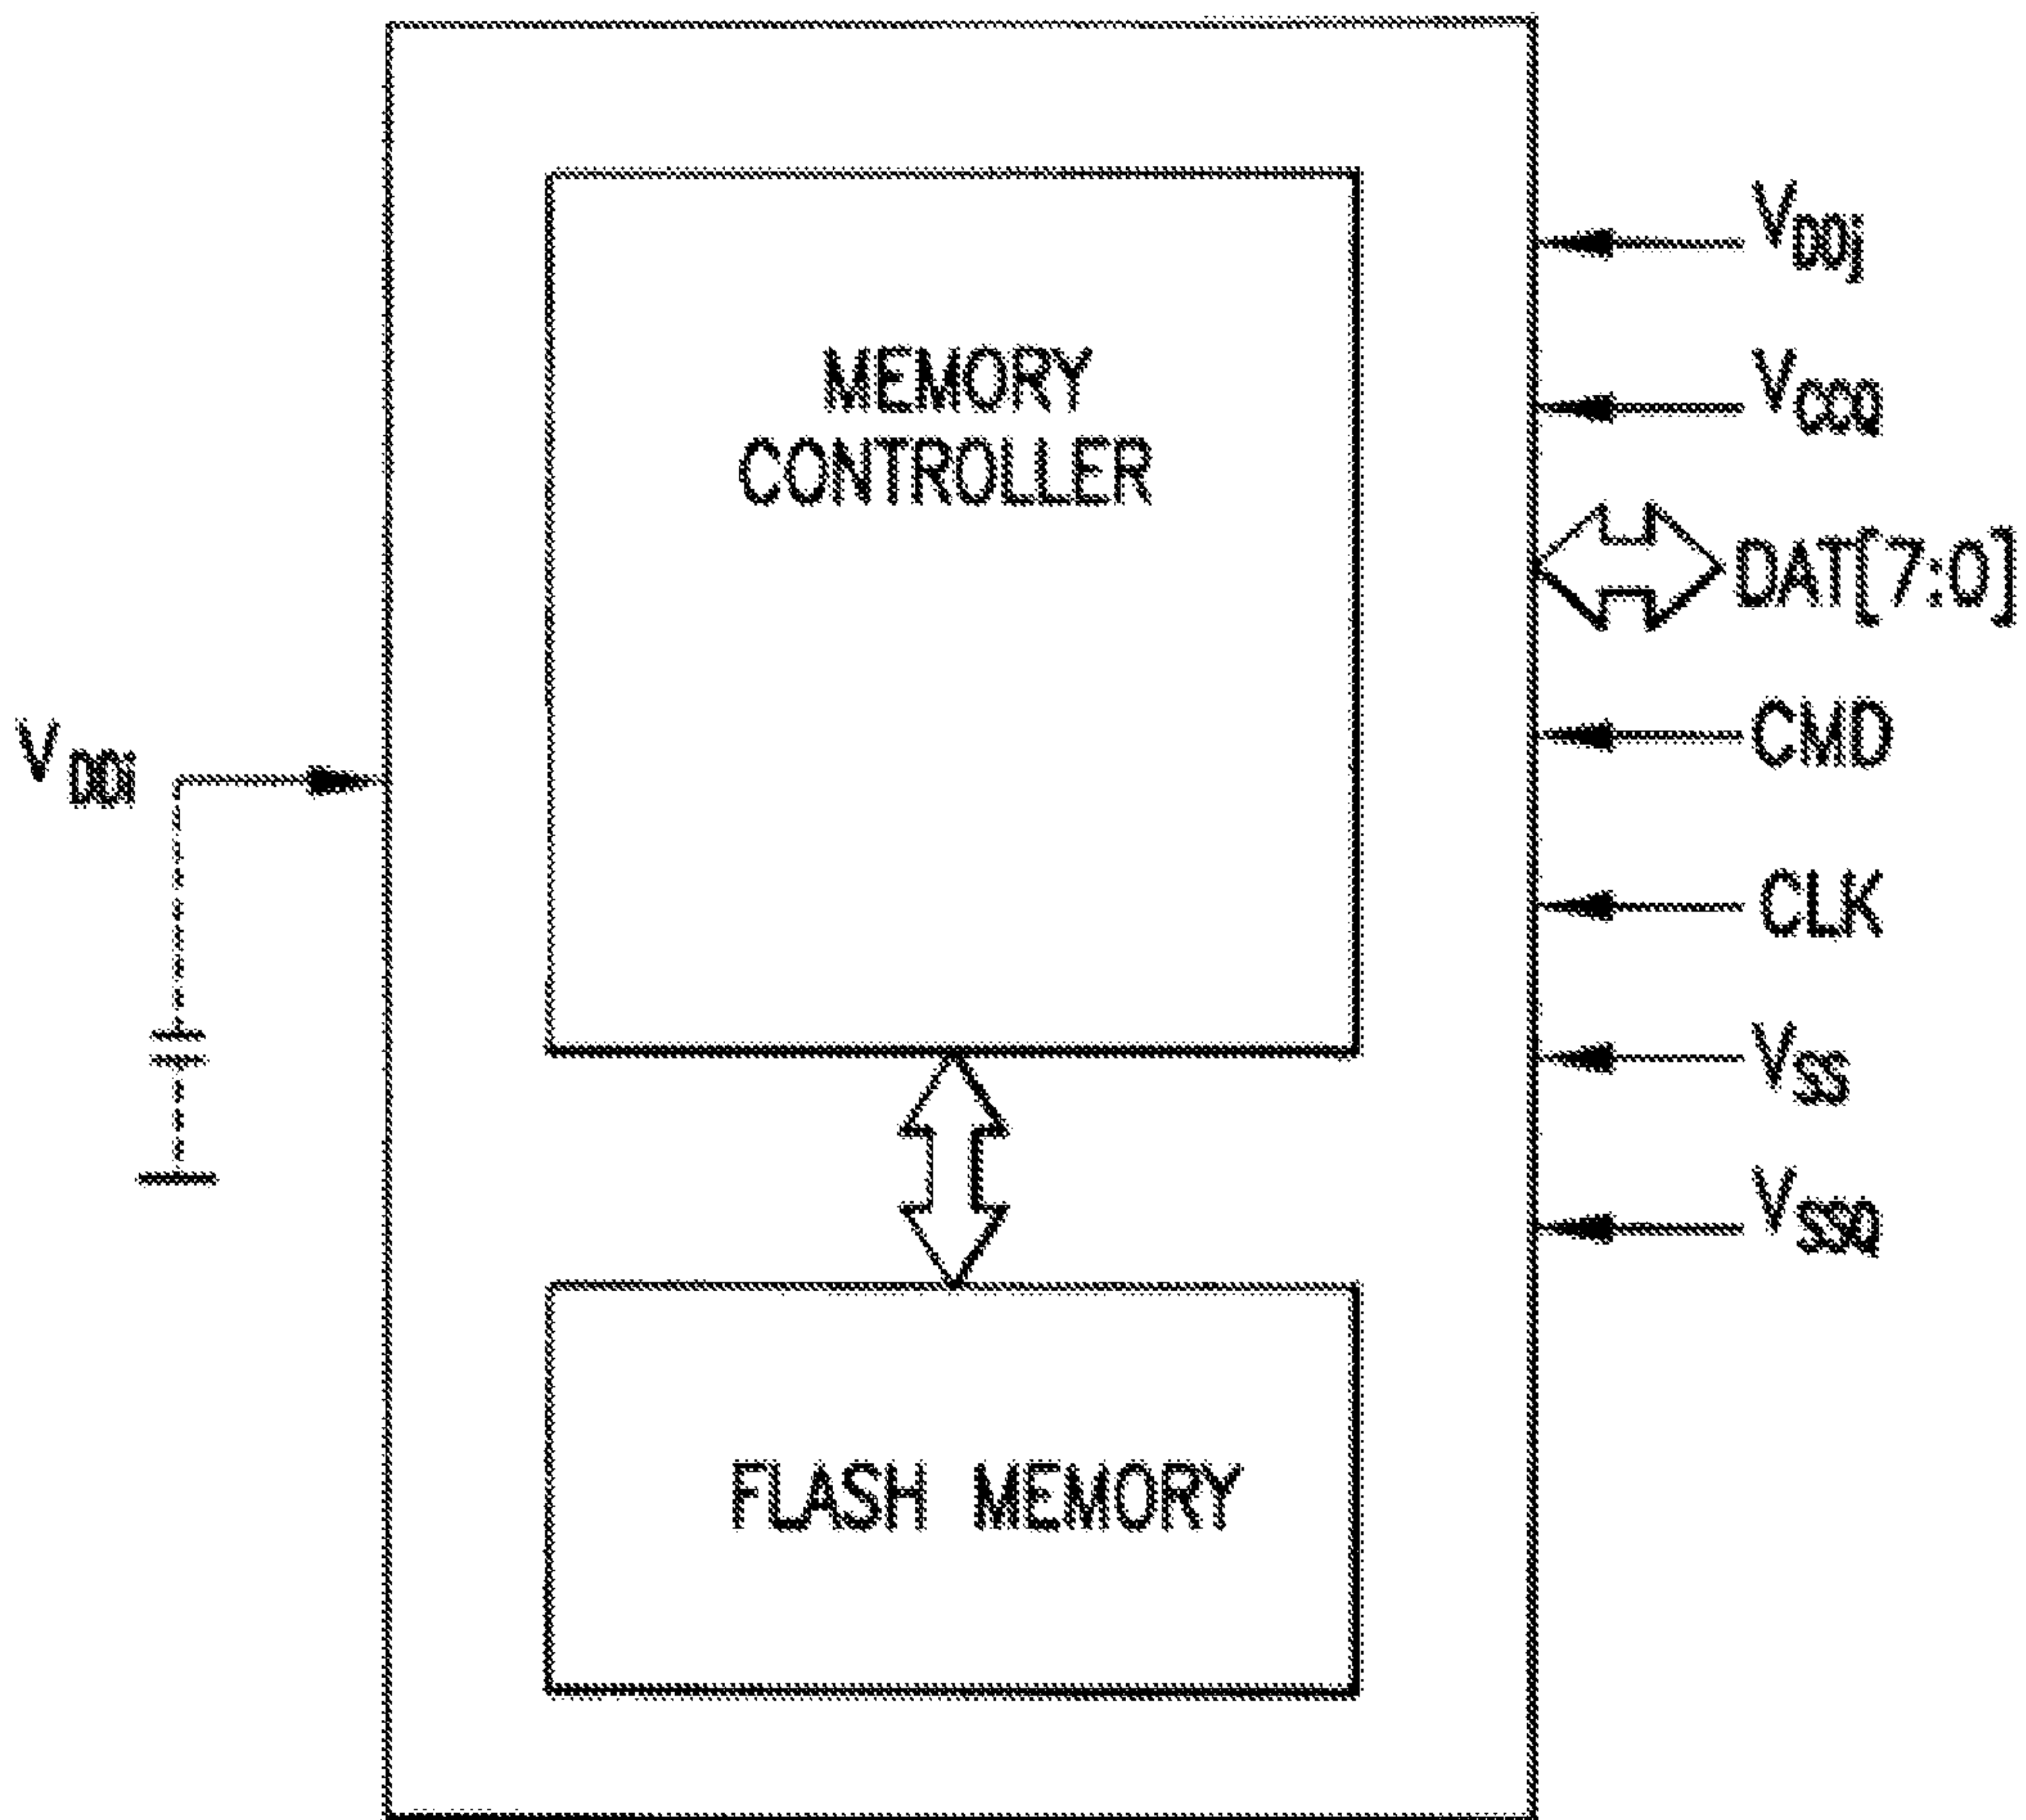 MEMORY
CONTROLLER
FLASH MEMORY
VDDi
VDDj
VCCQ
DAT[7:0]
CMD
CLK
VSS
VSSQ